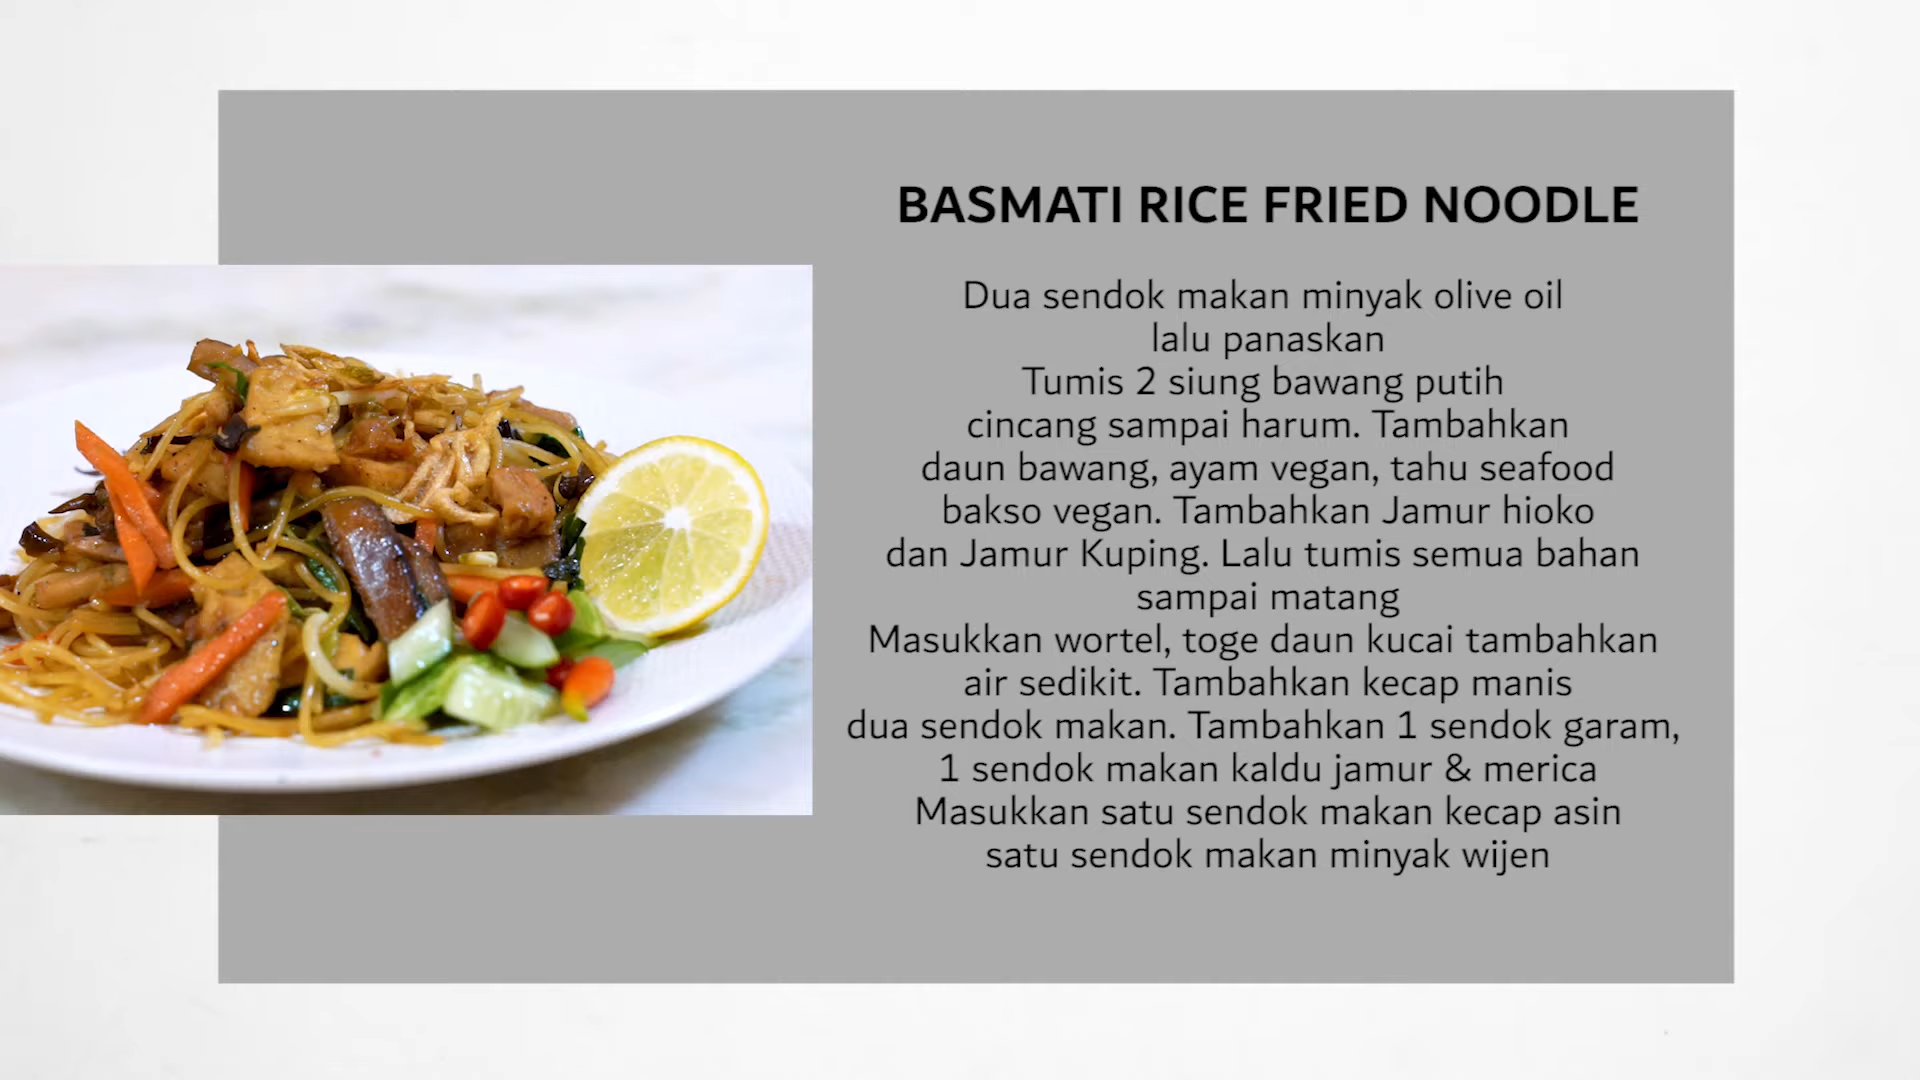 BASMATI RICE FRIED NOODLE
Dua sendok makan minyak olive oil
lalu panaskan
Tumis 2 siung bawang putih
cincang sampai harum. Tambahkan
daun bawang, ayam vegan, tahu seafood
bakso vegan. Tambahkan Jamur hioko
dan Jamur Kuping. Lalu tumis semua bahan
sampai matang
Masukkan wortel, toge daun kucai tambahkan
air sedikit. Tambahkan kecap manis
dua sendok makan. Tambahkan 1 sendok garam,
1 sendok makan kaldu jamur & merica
Masukkan satu sendok makan kecap asin
satu sendok makan minyak wijen